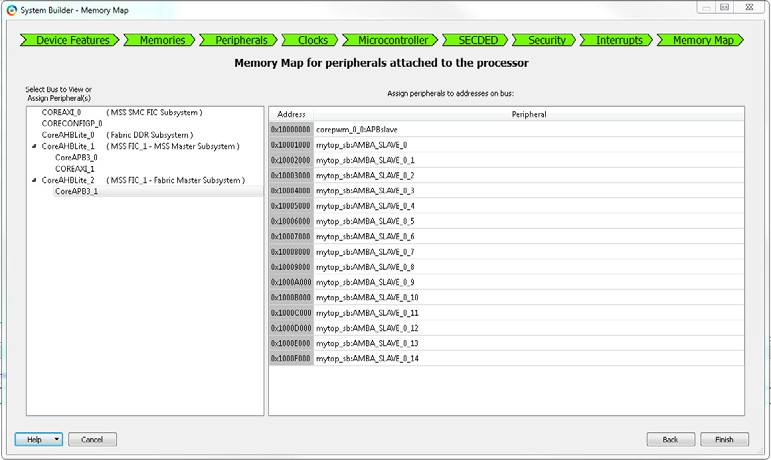 System Builder - Memory Map
Device Features Memories Peripherals Clocks Microcontroller SECDED Security Interrupts Memory Map
Memory Map for peripherals attached to the processor
Select Bus to View or
Assign Peripheral(s)
Assign peripherals to addresses on bus:
COREAXI_0 ( MSS SMC FIC Subsystem )
CORECONFIGP_0
CoreAHBLite_0 ( Fabric DDR Subsystem )
CoreAHBLite_1 ( MSS FIC_1 - MSS Master Subsystem )
CoreAPB3_0
COREAXI_1
CoreAHBLite_2 ( MSS FIC_1 - Fabric Master Subsystem )
CoreAPB3_1
Address Peripheral
0x10000000 corepwm_0_0:APBslave
0x10001000 mytop_sb:AMBA_SLAVE_0
0x10002000 mytop_sb:AMBA_SLAVE_0_1
0x10003000 mytop_sb:AMBA_SLAVE_0_2
0x10004000 mytop_sb:AMBA_SLAVE_0_3
0x10005000 mytop_sb:AMBA_SLAVE_0_4
0x10006000 mytop_sb:AMBA_SLAVE_0_5
0x10007000 mytop_sb:AMBA_SLAVE_0_6
0x10008000 mytop_sb:AMBA_SLAVE_0_7
0x10009000 mytop_sb:AMBA_SLAVE_0_8
0x1000A000 mytop_sb:AMBA_SLAVE_0_9
0x1000B000 mytop_sb:AMBA_SLAVE_0_10
0x1000C000 mytop_sb:AMBA_SLAVE_0_11
0x1000D000 mytop_sb:AMBA_SLAVE_0_12
0x1000E000 mytop_sb:AMBA_SLAVE_0_13
0x1000F000 mytop_sb:AMBA_SLAVE_0_14
Help Cancel Back Finish